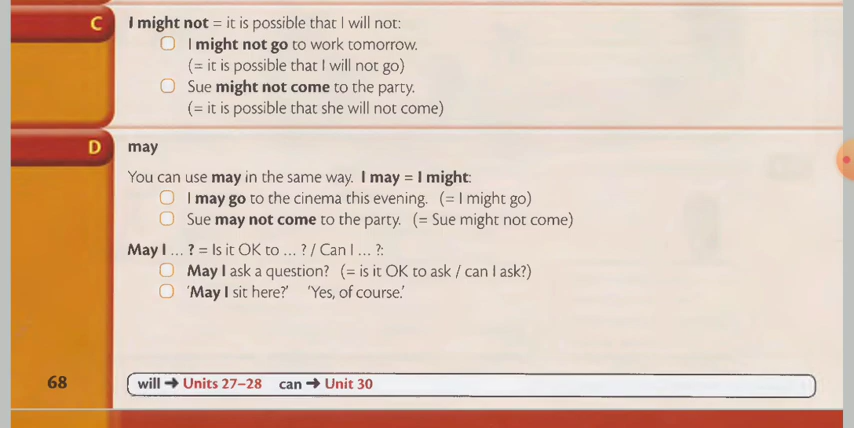 C
I might not = it is possible that I will not:
I might not go to work tomorrow.
(= it is possible that I will not go)
Sue might not come to the party.
(= it is possible that she will not come)
D
may
You can use may in the same way. I may = I might:
I may go to the cinema this evening. (= I might go)
Sue may not come to the party. (= Sue might not come)
May I ... ? = Is it OK to ... ? / Can I ... ?:
May I ask a question? (= is it OK to ask / can I ask?)
'May I sit here?' 'Yes, of course.'
68
will ➔ Units 27–28 can ➔ Unit 30